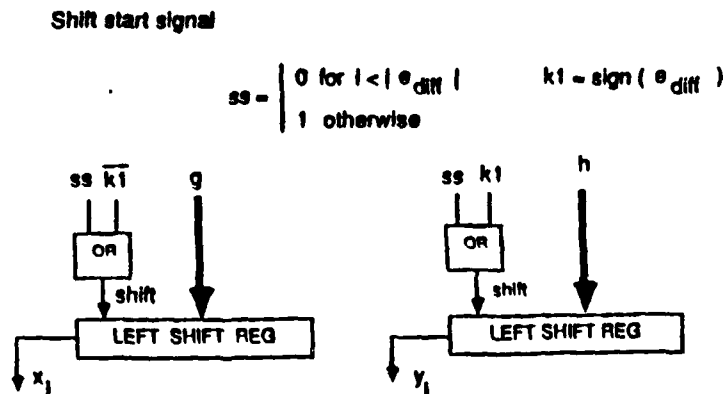 Shift start signal
0 for i < | e_diff |
ss =
k1 = sign ( e_diff )
1 otherwise
ss k1̅ g
ss k1 h
OR
OR
shift
shift
LEFT SHIFT REG
LEFT SHIFT REG
x_i
y_i